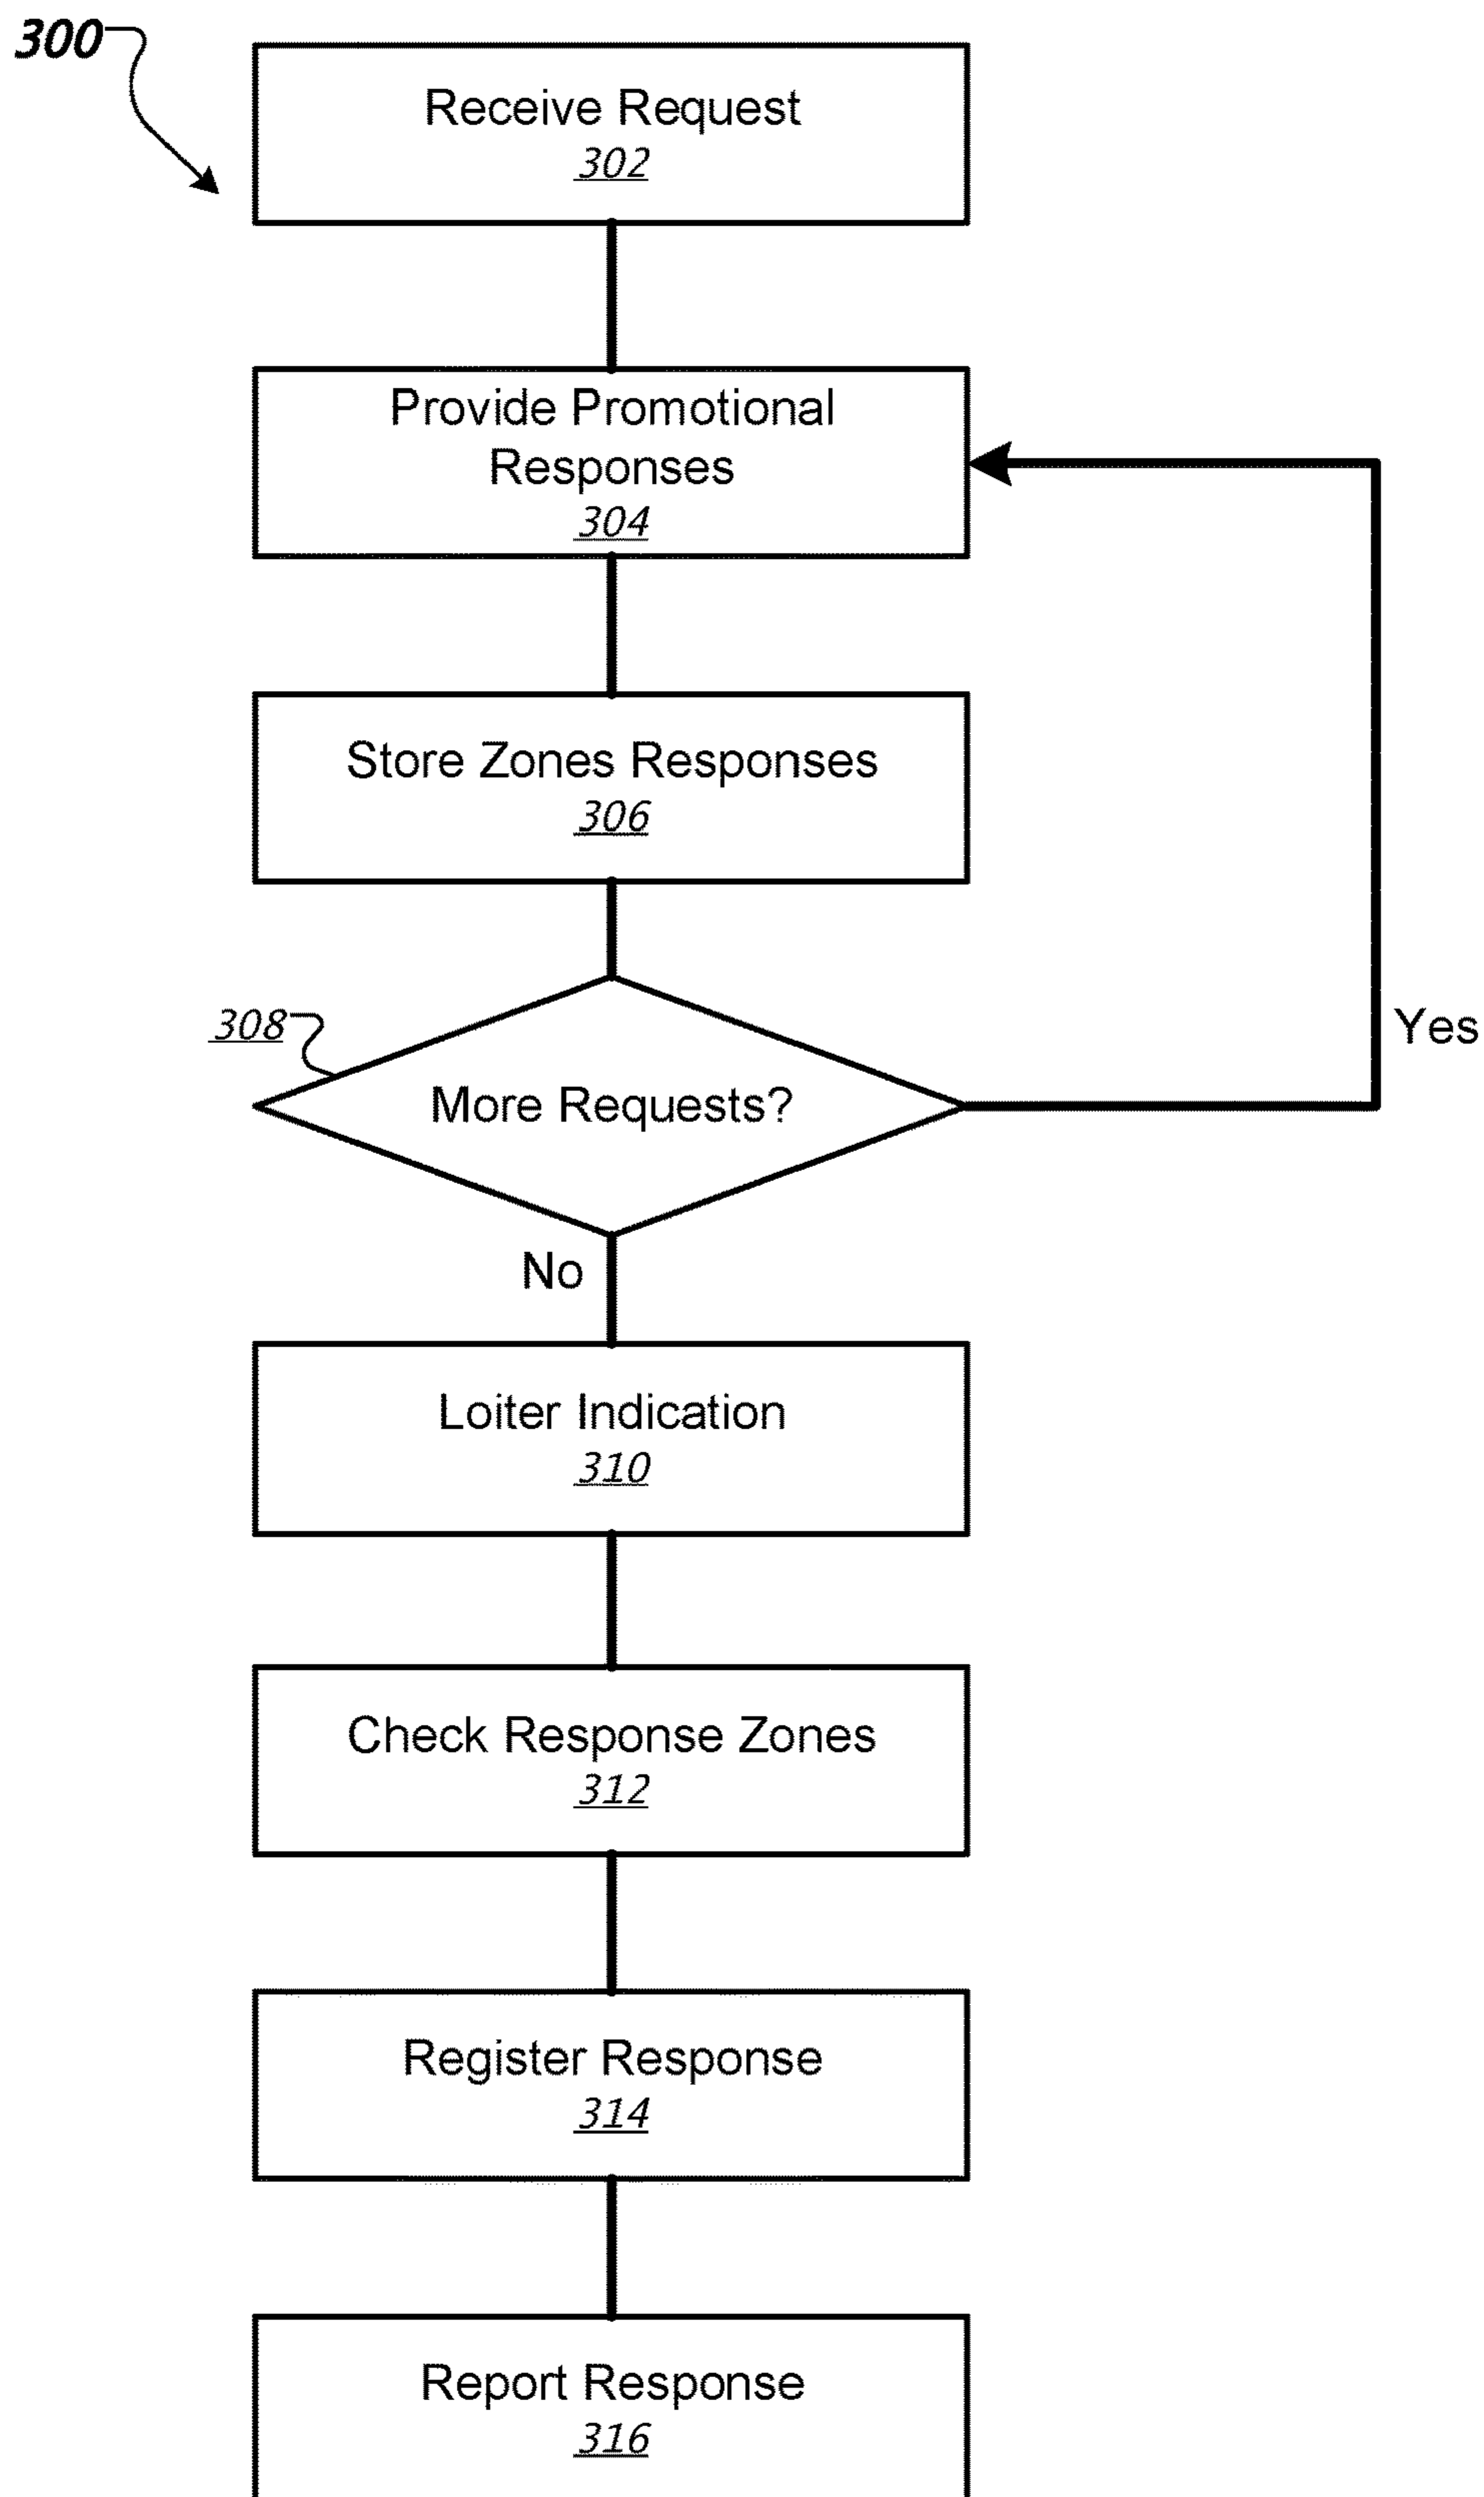 300
Receive Request
302
Provide Promotional
Responses
304
Store Zones Responses
306
308
More Requests?
Yes
No
Loiter Indication
310
Check Response Zones
312
Register Response
314
Report Response
316